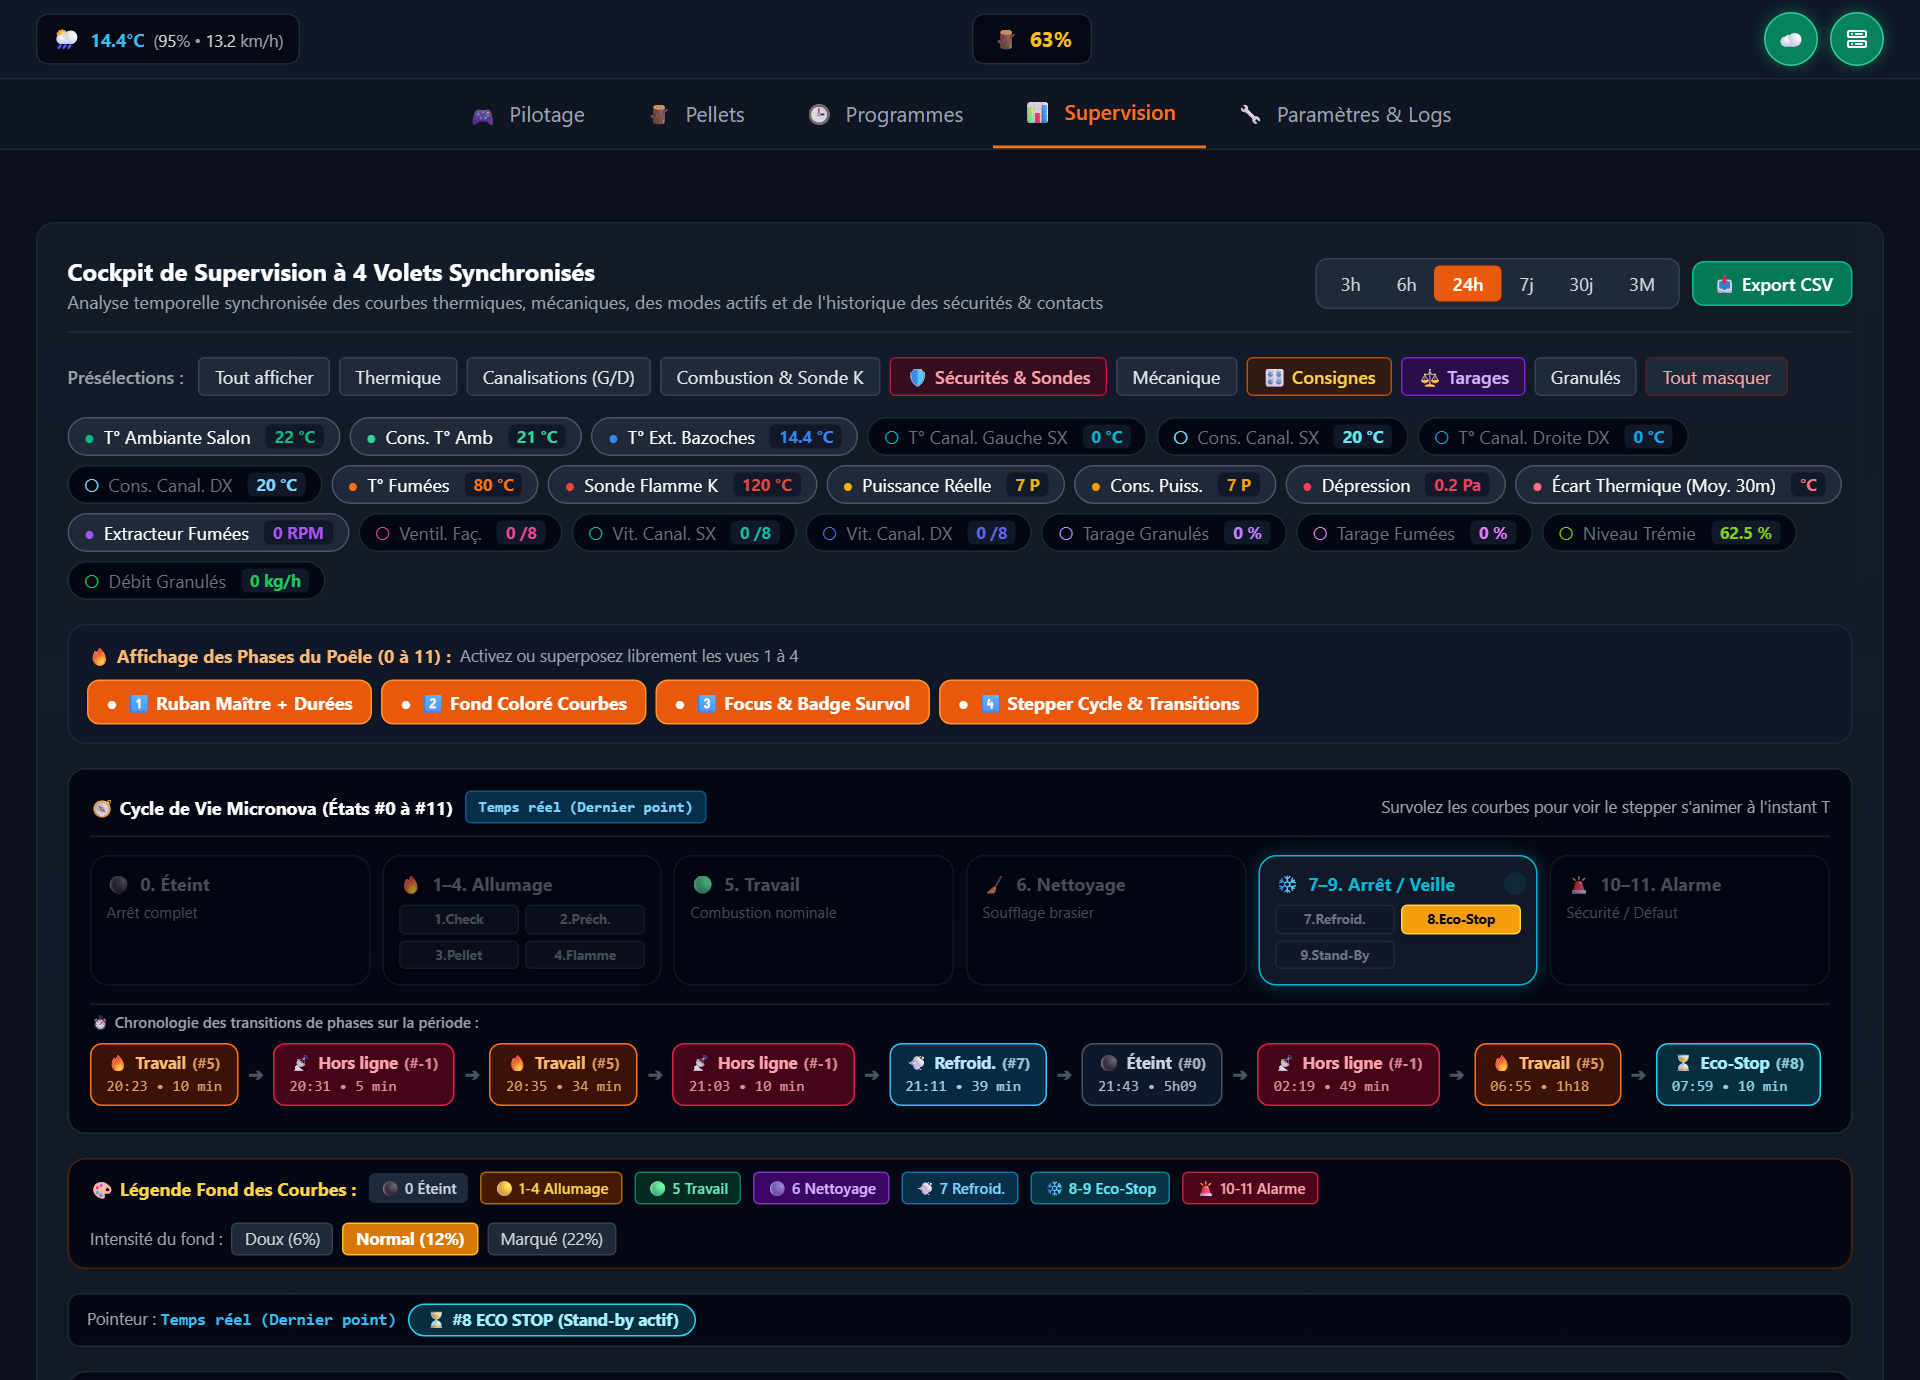 14.4°C (95% • 13.2 km/h)
63%
Pilotage
Pellets
Programmes
Supervision
Paramètres & Logs
Cockpit de Supervision à 4 Volets Synchronisés
Analyse temporelle synchronisée des courbes thermiques, mécaniques, des modes actifs et de l'historique des sécurités & contacts
3h 6h 24h 7j 30j 3M
Export CSV
Présélections : Tout afficher Thermique Canalisations (G/D) Combustion & Sonde K Sécurités & Sondes Mécanique Consignes Tarages Granulés Tout masquer
T° Ambiante Salon 22 °C Cons. T° Amb 21 °C T° Ext. Bazoches 14.4 °C T° Canal. Gauche SX 0 °C Cons. Canal. SX 20 °C T° Canal. Droite DX 0 °C
Cons. Canal. DX 20 °C T° Fumées 80 °C Sonde Flamme K 120 °C Puissance Réelle 7 P Cons. Puiss. 7 P Dépression 0.2 Pa Écart Thermique (Moy. 30m) °C
Extracteur Fumées 0 RPM Ventil. Faç. 0 /8 Vit. Canal. SX 0 /8 Vit. Canal. DX 0 /8 Tarage Granulés 0 % Tarage Fumées 0 % Niveau Trémie 62.5 %
Débit Granulés 0 kg/h
Affichage des Phases du Poêle (0 à 11) : Activez ou superposez librement les vues 1 à 4
1 Ruban Maître + Durées 2 Fond Coloré Courbes 3 Focus & Badge Survol 4 Stepper Cycle & Transitions
Cycle de Vie Micronova (États #0 à #11) Temps réel (Dernier point)
Survolez les courbes pour voir le stepper s'animer à l'instant T
0. Éteint
Arrêt complet
1–4. Allumage
1.Check 2.Préch.
3.Pellet 4.Flamme
5. Travail
Combustion nominale
6. Nettoyage
Soufflage brasier
7–9. Arrêt / Veille
7.Refroid. 8.Eco-Stop
9.Stand-By
10–11. Alarme
Sécurité / Défaut
Chronologie des transitions de phases sur la période :
Travail (#5)
20:23 • 10 min
Hors ligne (#-1)
20:31 • 5 min
Travail (#5)
20:35 • 34 min
Hors ligne (#-1)
21:03 • 10 min
Refroid. (#7)
21:11 • 39 min
Éteint (#0)
21:43 • 5h09
Hors ligne (#-1)
02:19 • 49 min
Travail (#5)
06:55 • 1h18
Eco-Stop (#8)
07:59 • 10 min
Légende Fond des Courbes : 0 Éteint 1-4 Allumage 5 Travail 6 Nettoyage 7 Refroid. 8-9 Eco-Stop 10-11 Alarme
Intensité du fond : Doux (6%) Normal (12%) Marqué (22%)
Pointeur : Temps réel (Dernier point) #8 ECO STOP (Stand-by actif)